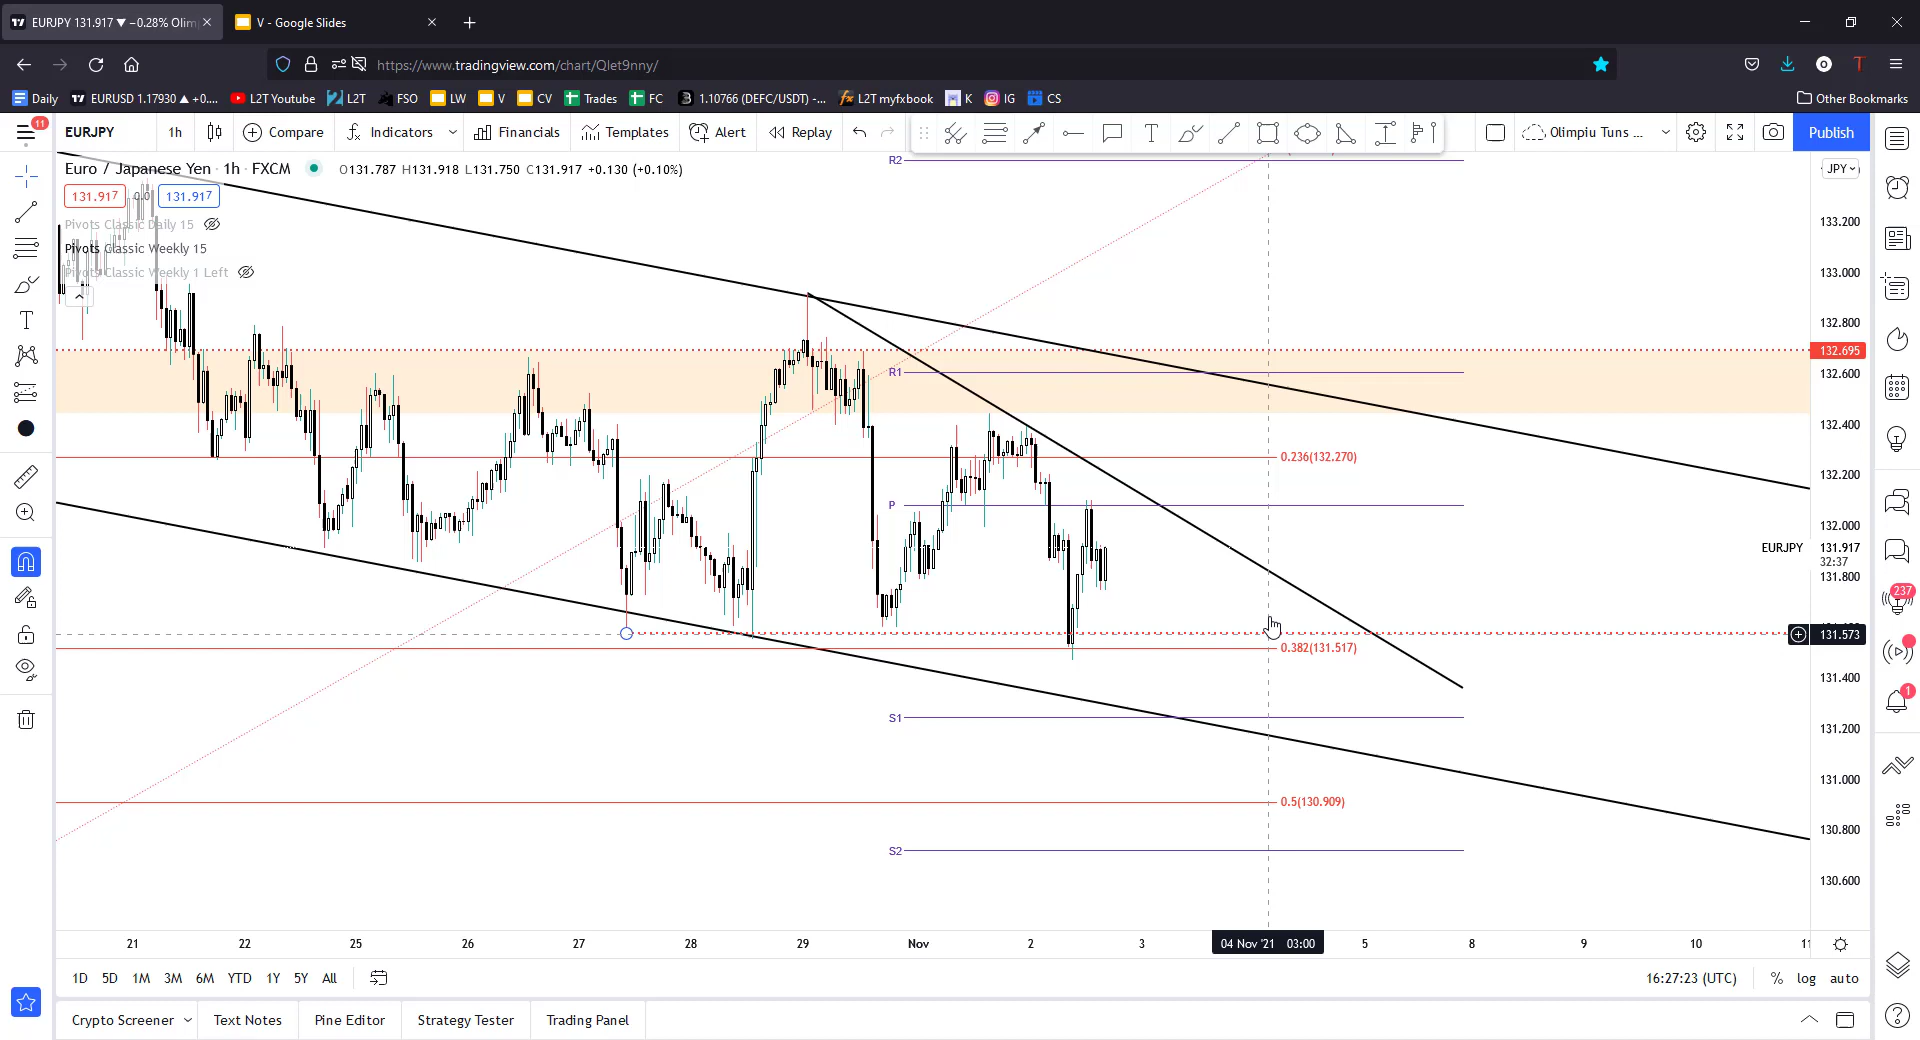 EURJPY 131.917 ▼ −0.28% Olim
V - Google Slides
https://www.tradingview.com/chart/Qlet9nny/
Daily
EURUSD 1.17930 ▲ +0....
L2T Youtube
L2T
FSO
LW
V
CV
Trades
FC
1.10766 (DEFC/USDT) -...
L2T myfxbook
K
IG
CS
Other Bookmarks
11
EURJPY
1h
Compare
Indicators
Financials
Templates
Alert
Replay
Olimpiu Tuns ...
Publish
Euro / Japanese Yen · 1h · FXCM
O131.787 H131.918 L131.750 C131.917 +0.130 (+0.10%)
131.917
0.0
131.917
Pivots Classic Daily 15
Pivots Classic Weekly 15
Pivots Classic Weekly 1 Left
R2
R1
P
S1
S2
0.236(132.270)
0.382(131.517)
0.5(130.909)
JPY
133.200
133.000
132.800
132.695
132.600
132.400
132.200
132.000
EURJPY
131.917
32:37
131.800
131.573
131.400
131.200
131.000
130.800
130.600
237
1
21
22
25
26
27
28
29
Nov
2
3
04 Nov '21 03:00
5
8
9
10
11
1D
5D
1M
3M
6M
YTD
1Y
5Y
All
16:27:23 (UTC)
%
log
auto
Crypto Screener
Text Notes
Pine Editor
Strategy Tester
Trading Panel